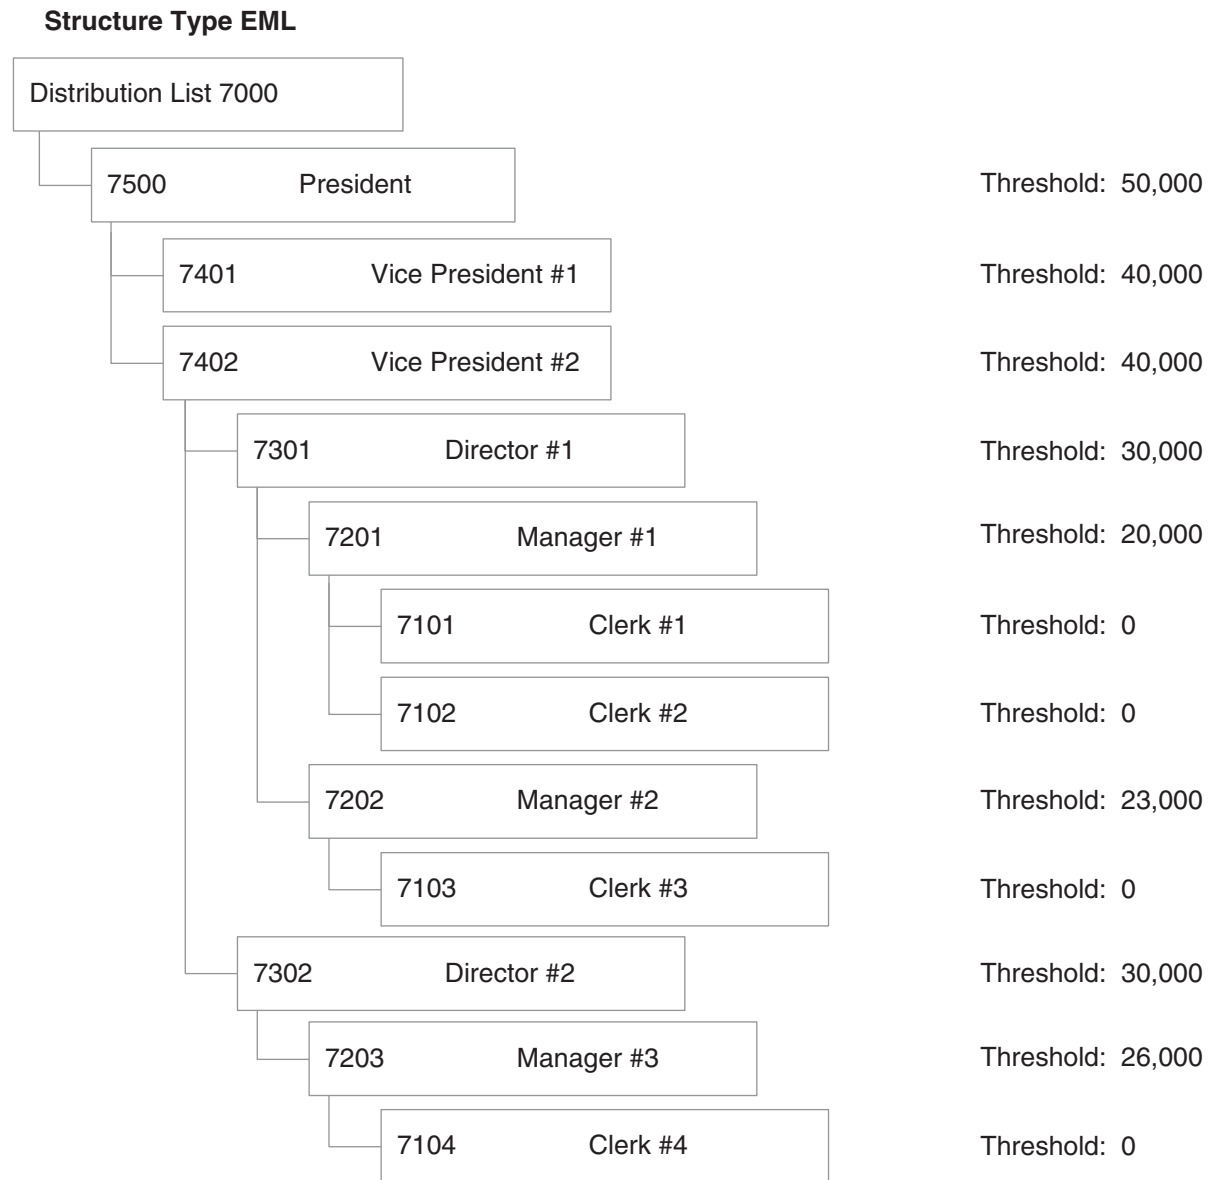 Structure Type EML
Distribution List 7000
7500 President Threshold: 50,000
7401 Vice President #1 Threshold: 40,000
7402 Vice President #2 Threshold: 40,000
7301 Director #1 Threshold: 30,000
7201 Manager #1 Threshold: 20,000
7101 Clerk #1 Threshold: 0
7102 Clerk #2 Threshold: 0
7202 Manager #2 Threshold: 23,000
7103 Clerk #3 Threshold: 0
7302 Director #2 Threshold: 30,000
7203 Manager #3 Threshold: 26,000
7104 Clerk #4 Threshold: 0